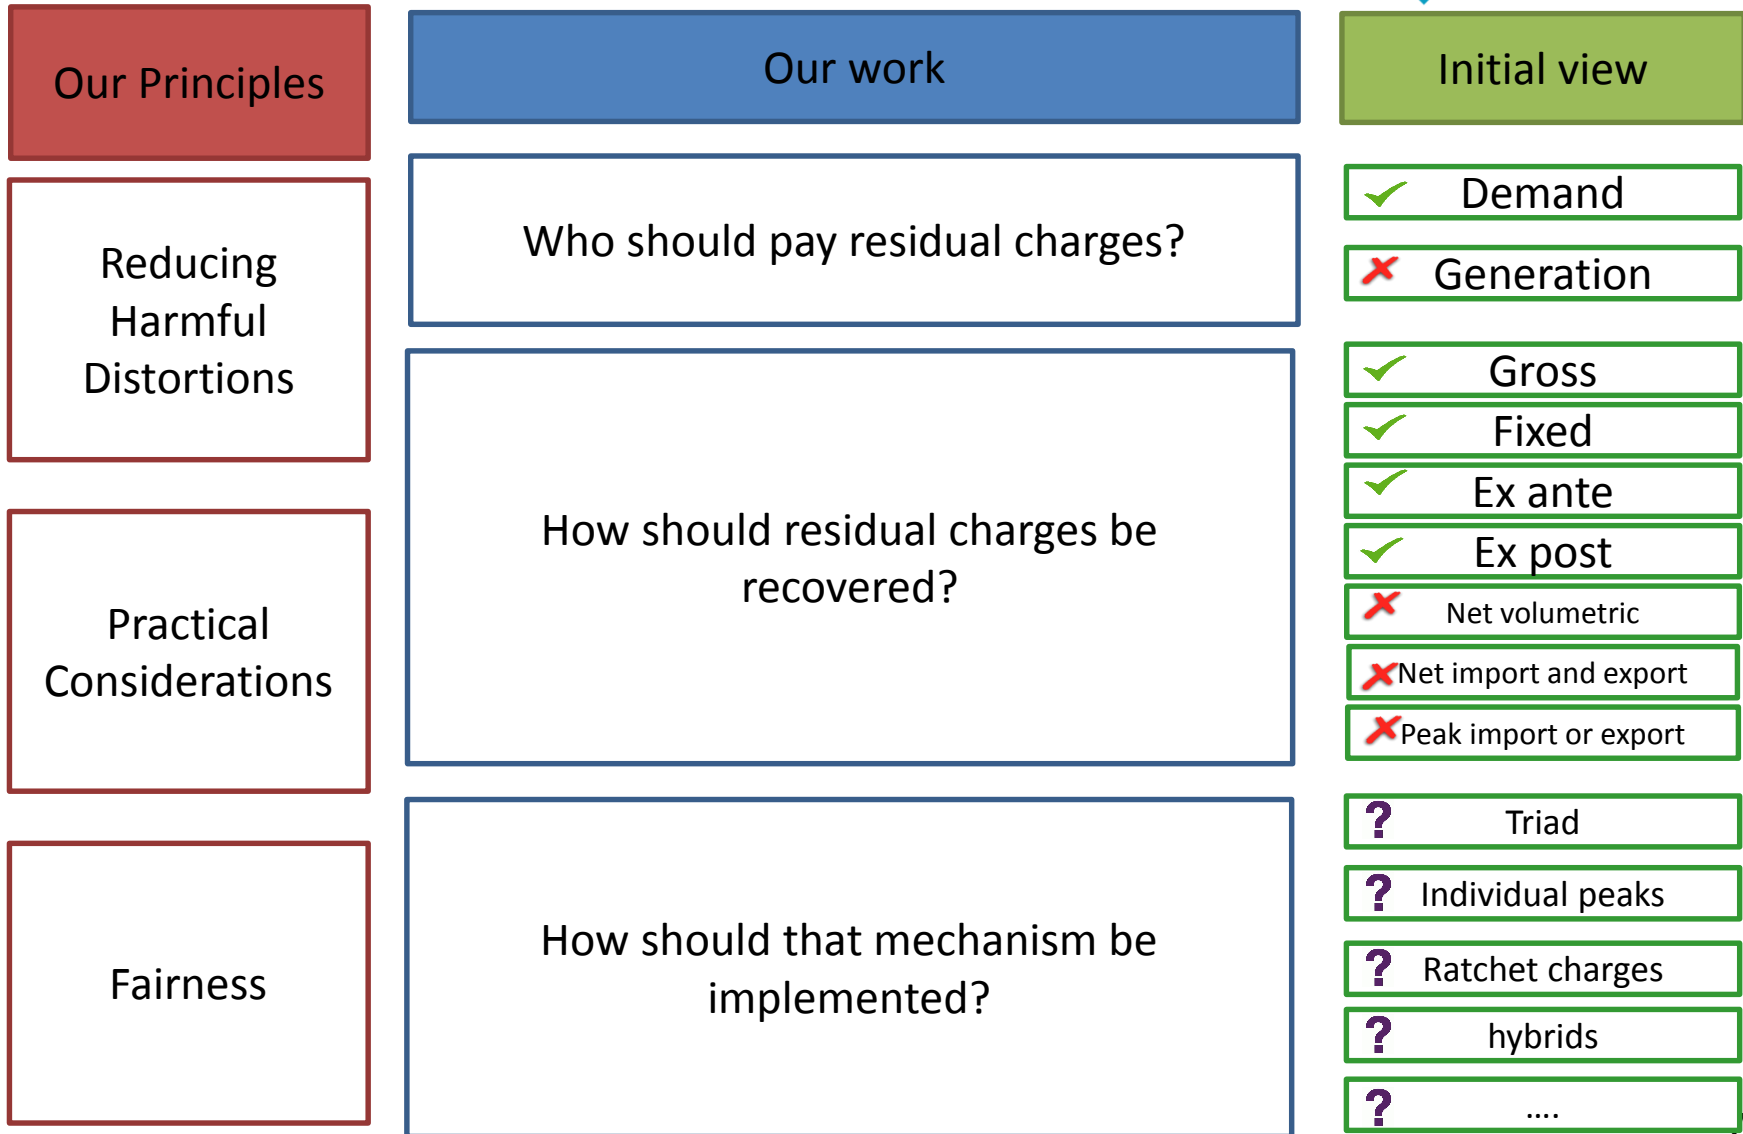 Our Principles
Our work
Initial view
Reducing
Harmful
Distortions
Practical
Considerations
Fairness
Who should pay residual charges?
How should residual charges be
recovered?
How should that mechanism be
implemented?
Demand
Generation
Gross
Fixed
Ex ante
Ex post
Net volumetric
Net import and export
Peak import or export
? Triad
? Individual peaks
? Ratchet charges
? hybrids
? ....